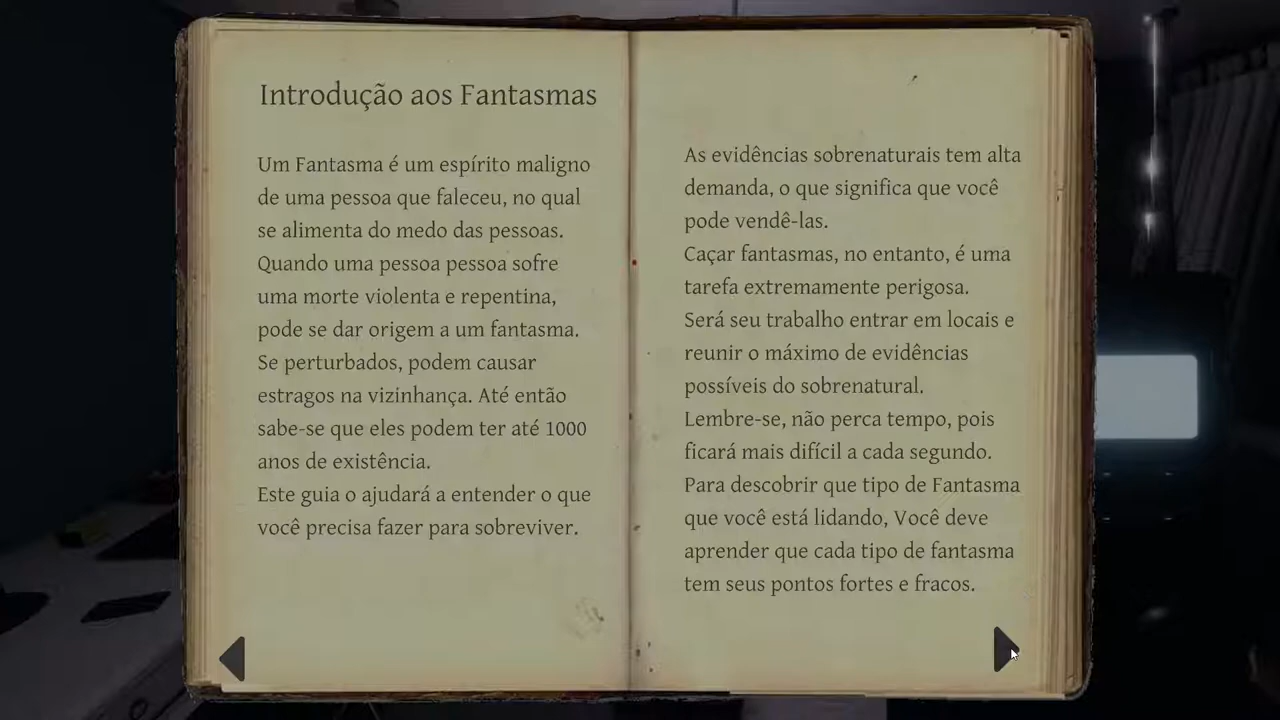 Introdução aos Fantasmas
Um Fantasma é um espírito maligno
de uma pessoa que faleceu, no qual
se alimenta do medo das pessoas.
Quando uma pessoa pessoa sofre
uma morte violenta e repentina,
pode se dar origem a um fantasma.
Se perturbados, podem causar
estragos na vizinhança. Até então
sabe-se que eles podem ter até 1000
anos de existência.
Este guia o ajudará a entender o que
você precisa fazer para sobreviver.
As evidências sobrenaturais tem alta
demanda, o que significa que você
pode vendê-las.
Caçar fantasmas, no entanto, é uma
tarefa extremamente perigosa.
Será seu trabalho entrar em locais e
reunir o máximo de evidências
possíveis do sobrenatural.
Lembre-se, não perca tempo, pois
ficará mais difícil a cada segundo.
Para descobrir que tipo de Fantasma
que você está lidando, Você deve
aprender que cada tipo de fantasma
tem seus pontos fortes e fracos.